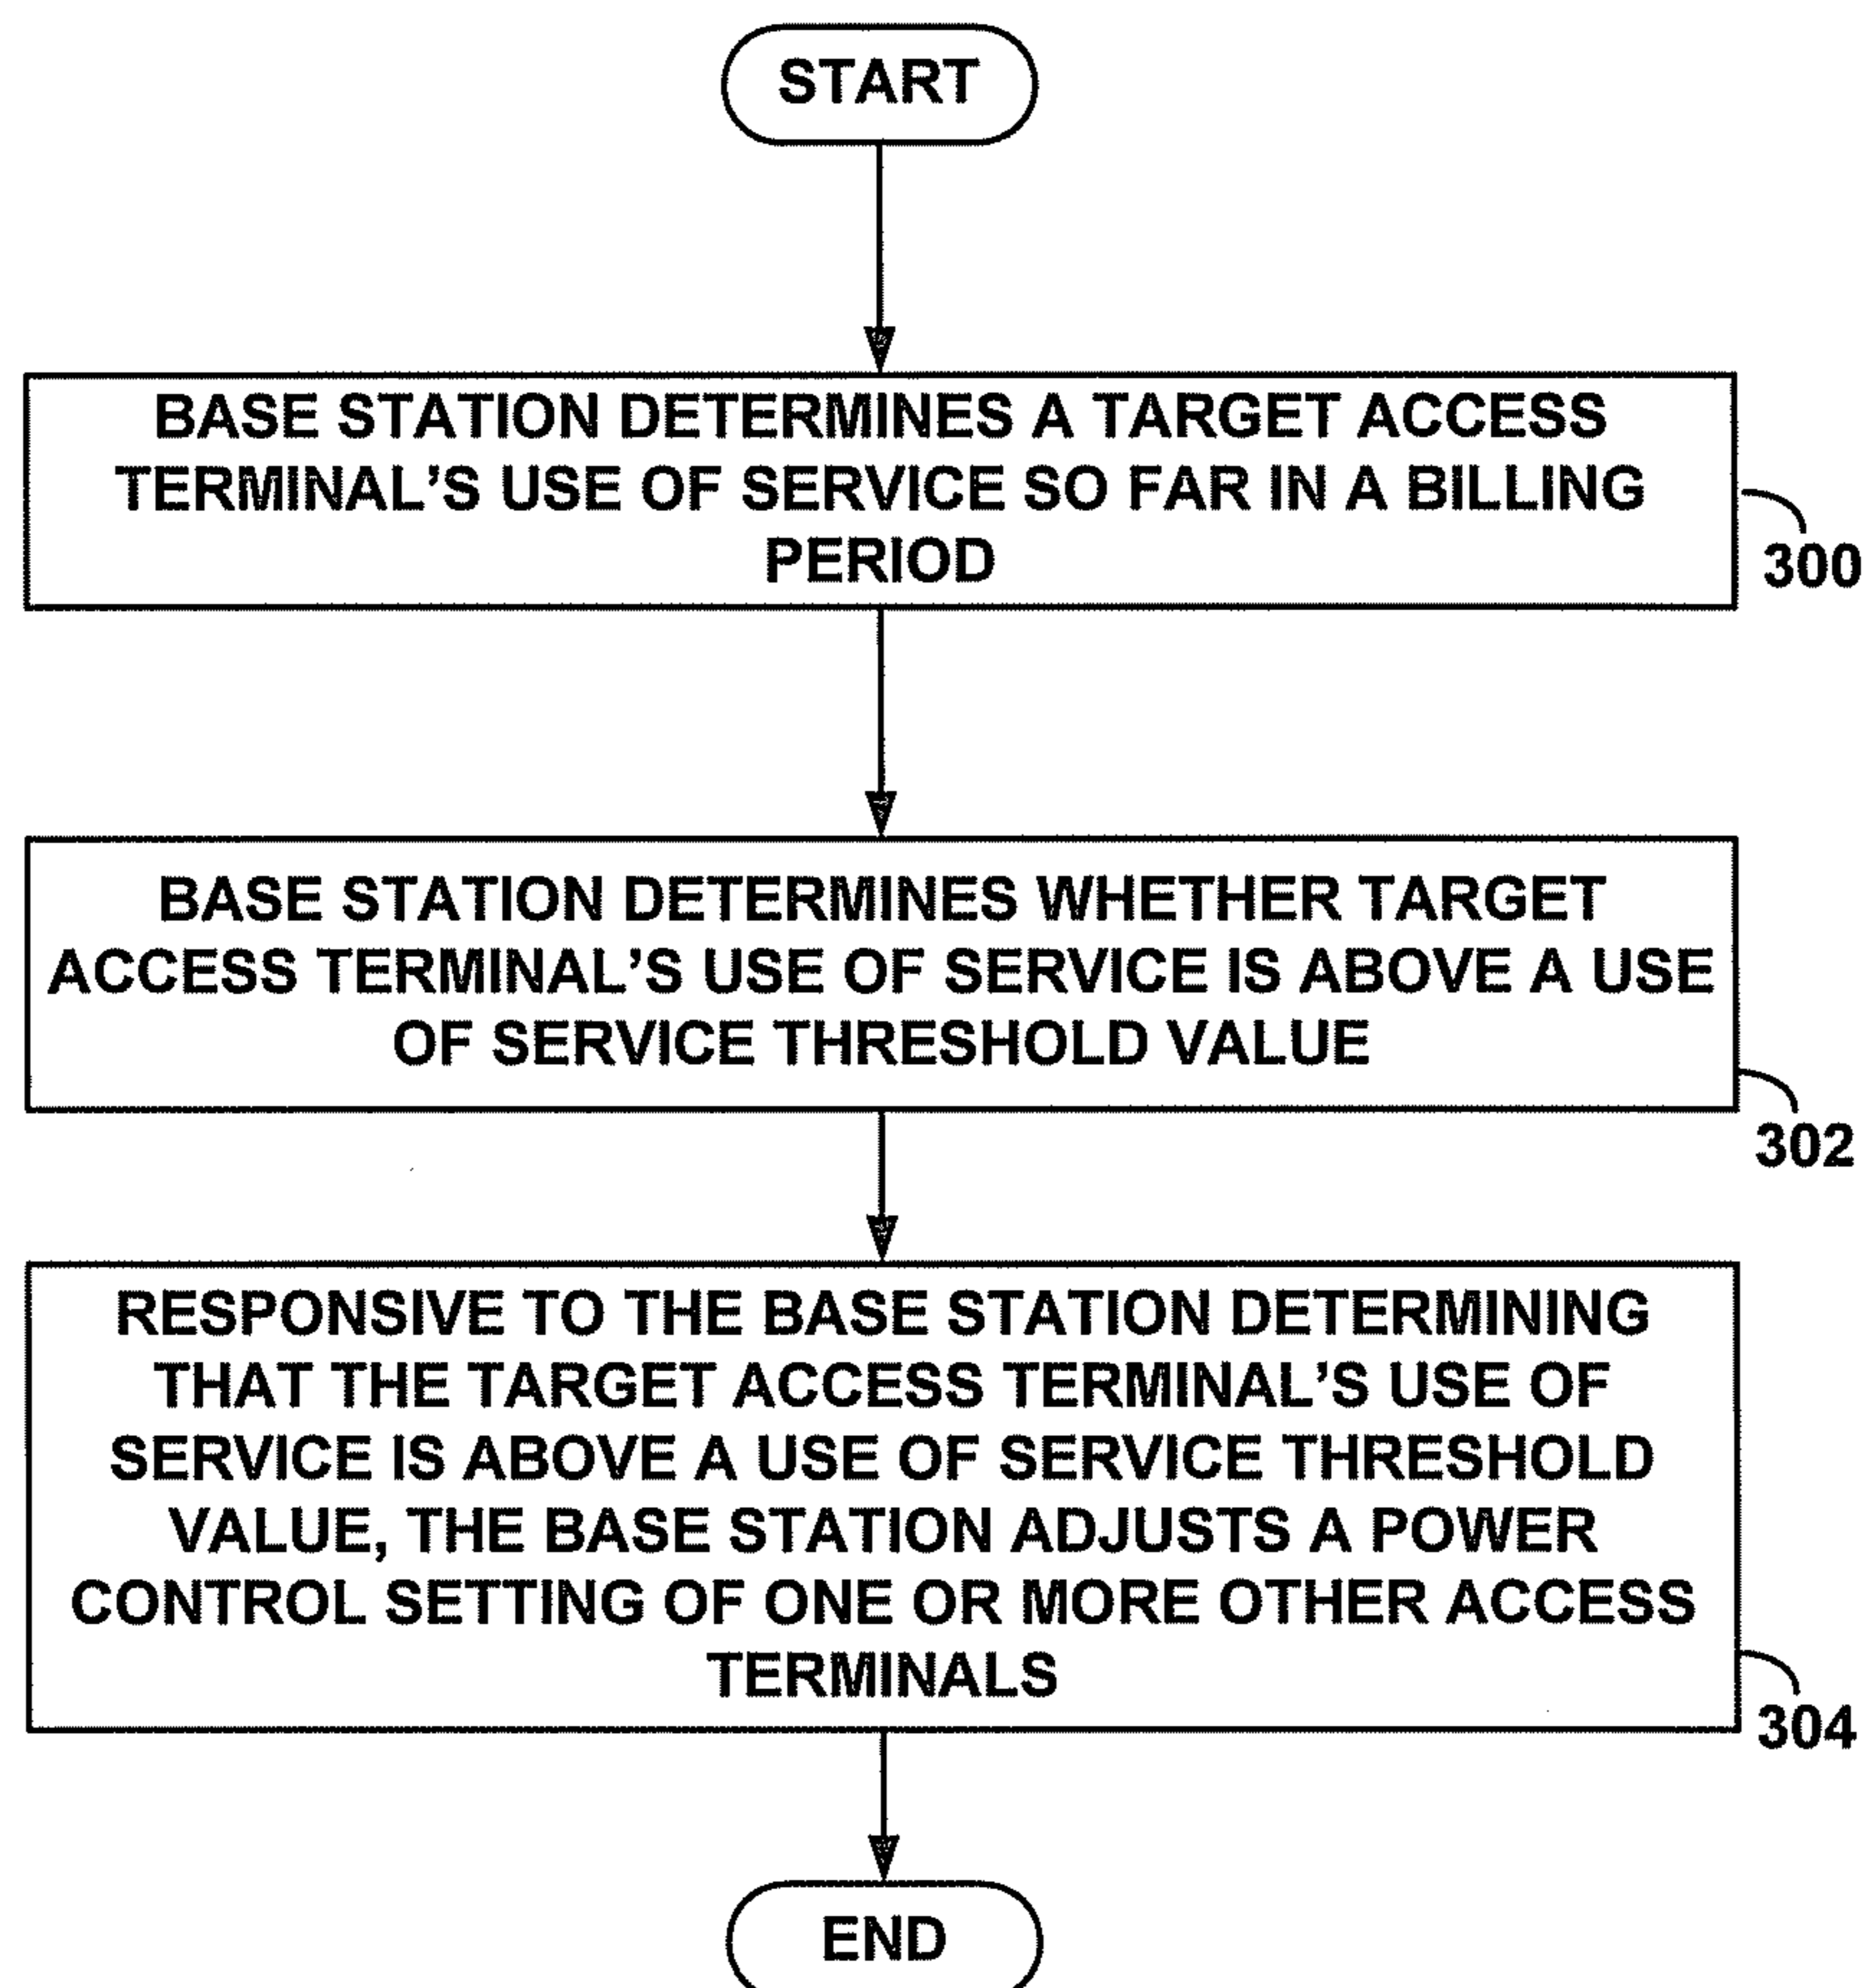 START
BASE STATION DETERMINES A TARGET ACCESS
TERMINAL'S USE OF SERVICE SO FAR IN A BILLING
PERIOD
300
BASE STATION DETERMINES WHETHER TARGET
ACCESS TERMINAL'S USE OF SERVICE IS ABOVE A USE
OF SERVICE THRESHOLD VALUE
302
RESPONSIVE TO THE BASE STATION DETERMINING
THAT THE TARGET ACCESS TERMINAL'S USE OF
SERVICE IS ABOVE A USE OF SERVICE THRESHOLD
VALUE, THE BASE STATION ADJUSTS A POWER
CONTROL SETTING OF ONE OR MORE OTHER ACCESS
TERMINALS
304
END